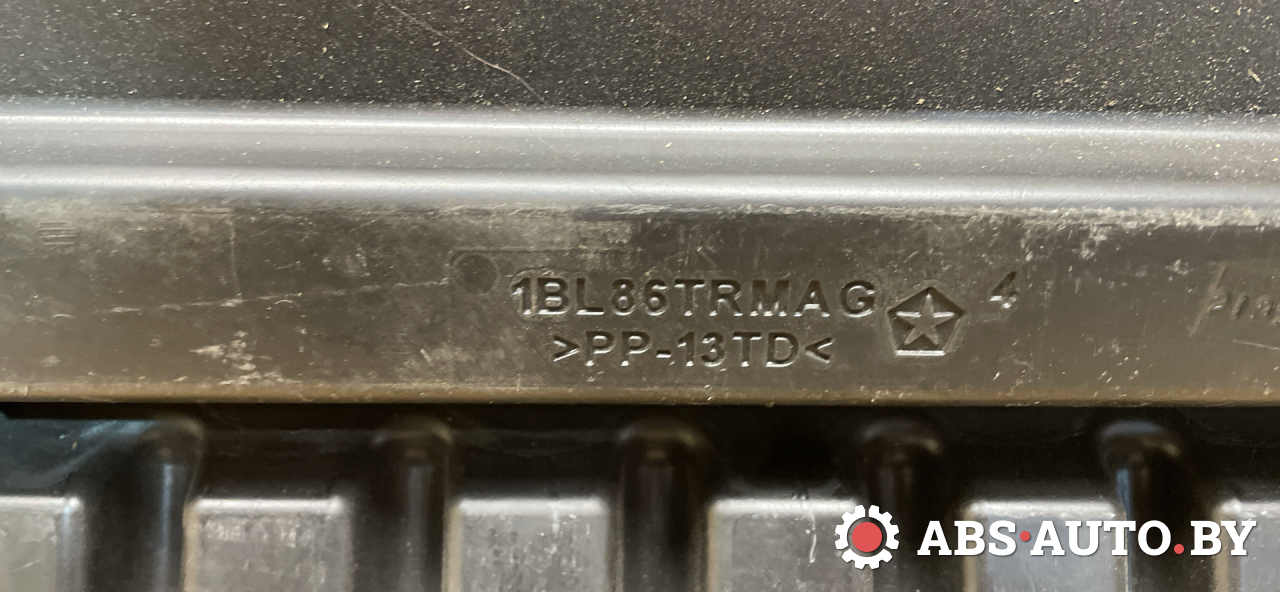 1BL86TRMAG 4
>PP-13TD<
ABS·AUTO.BY